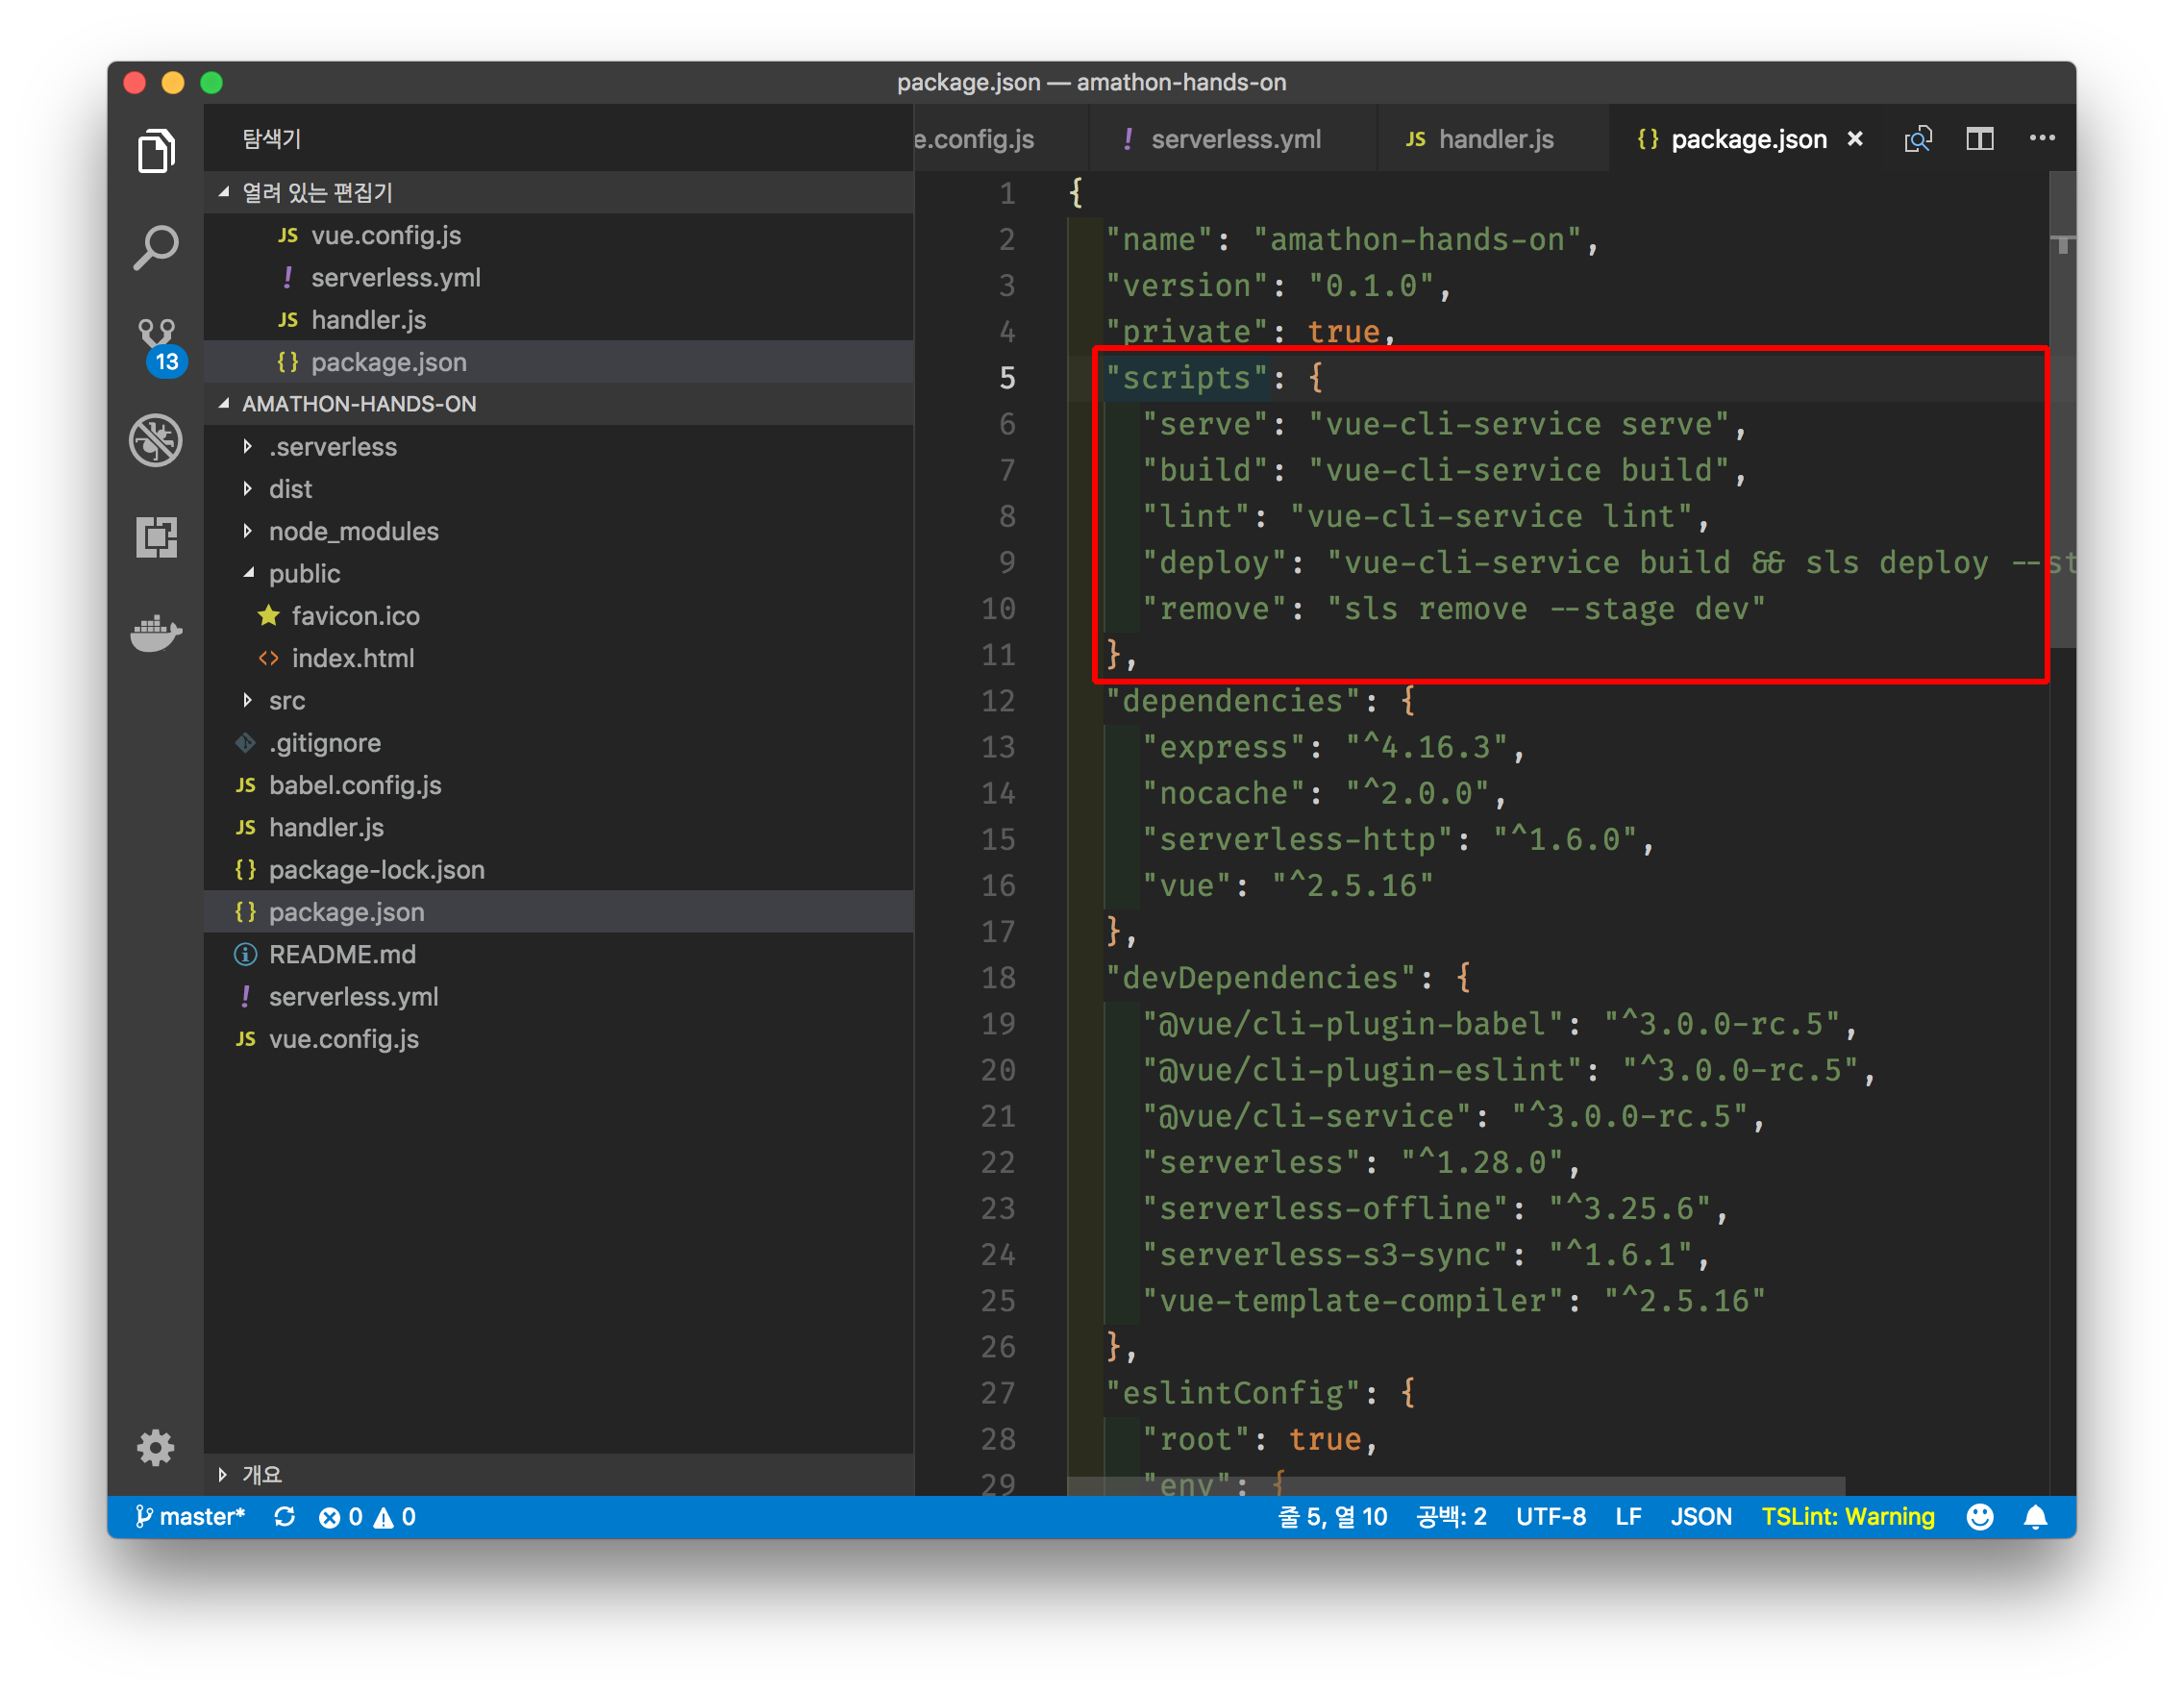 package.json — amathon-hands-on
탐색기
열려 있는 편집기
JS vue.config.js
! serverless.yml
JS handler.js
{} package.json
13
AMATHON-HANDS-ON
.serverless
dist
node_modules
public
favicon.ico
<> index.html
src
.gitignore
JS babel.config.js
JS handler.js
{} package-lock.json
{} package.json
README.md
! serverless.yml
JS vue.config.js
개요
e.config.js
! serverless.yml
JS handler.js
{} package.json ×
1 {
2 "name": "amathon-hands-on",
3 "version": "0.1.0",
4 "private": true,
5 "scripts": {
6 "serve": "vue-cli-service serve",
7 "build": "vue-cli-service build",
8 "lint": "vue-cli-service lint",
9 "deploy": "vue-cli-service build && sls deploy --st
10 "remove": "sls remove --stage dev"
11 },
12 "dependencies": {
13 "express": "^4.16.3",
14 "nocache": "^2.0.0",
15 "serverless-http": "^1.6.0",
16 "vue": "^2.5.16"
17 },
18 "devDependencies": {
19 "@vue/cli-plugin-babel": "^3.0.0-rc.5",
20 "@vue/cli-plugin-eslint": "^3.0.0-rc.5",
21 "@vue/cli-service": "^3.0.0-rc.5",
22 "serverless": "^1.28.0",
23 "serverless-offline": "^3.25.6",
24 "serverless-s3-sync": "^1.6.1",
25 "vue-template-compiler": "^2.5.16"
26 },
27 "eslintConfig": {
28 "root": true,
29 "env": {
master* 0 0 줄 5, 열 10 공백: 2 UTF-8 LF JSON TSLint: Warning